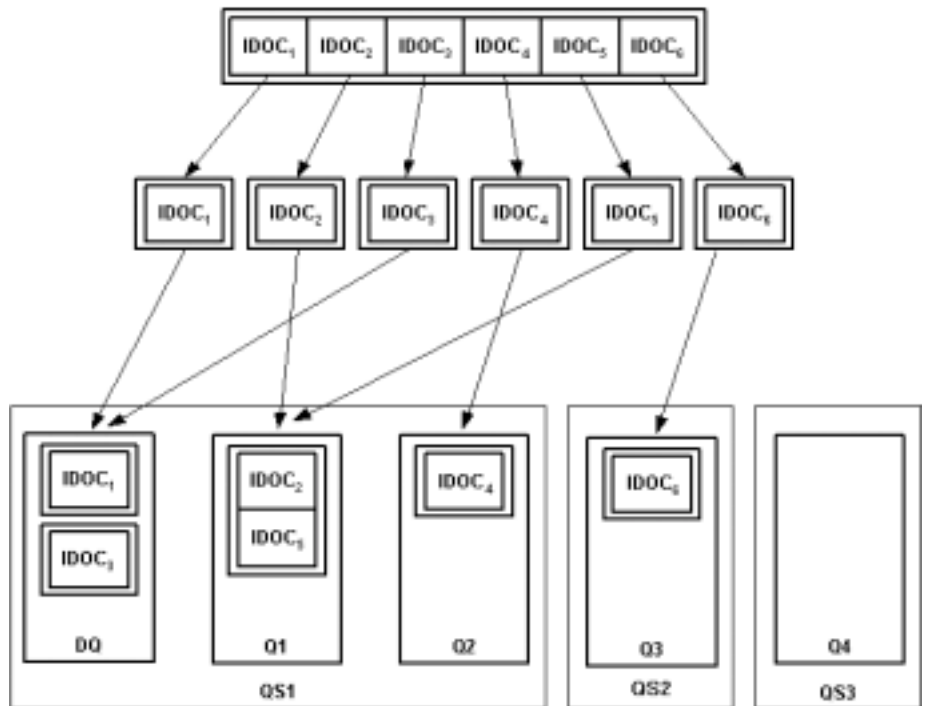 IDOC₁ IDOC₂ IDOC₃ IDOC₄ IDOC₅ IDOC₆
IDOC₁ IDOC₂ IDOC₃ IDOC₄ IDOC₅ IDOC₆
IDOC₁ IDOC₂ IDOC₄ IDOC₆
IDOC₃ IDOC₅
DQ Q1 Q2 Q3 Q4
QS1 QS2 QS3